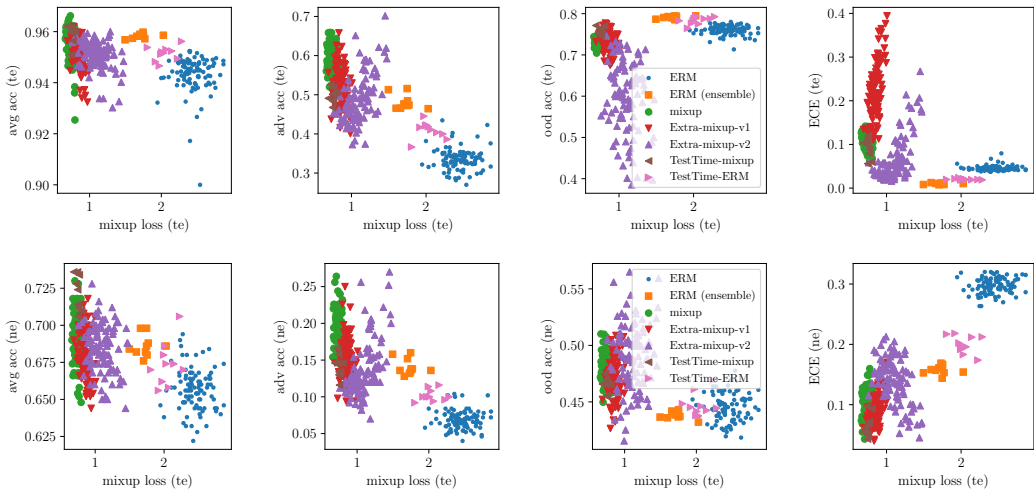 avg acc (te)
0.96
0.94
0.92
0.90
1
2
mixup loss (te)
adv acc (te)
0.7
0.6
0.5
0.4
0.3
1
2
mixup loss (te)
ood acc (te)
0.8
0.7
0.6
0.5
0.4
1
2
mixup loss (te)
ERM
ERM (ensemble)
mixup
Extra-mixup-v1
Extra-mixup-v2
TestTime-mixup
TestTime-ERM
ECE (te)
0.4
0.3
0.2
0.1
0.0
1
2
mixup loss (te)
avg acc (ne)
0.725
0.700
0.675
0.650
0.625
1
2
mixup loss (te)
adv acc (ne)
0.25
0.20
0.15
0.10
0.05
1
2
mixup loss (te)
ood acc (ne)
0.55
0.50
0.45
1
2
mixup loss (te)
ERM
ERM (ensemble)
mixup
Extra-mixup-v1
Extra-mixup-v2
TestTime-mixup
TestTime-ERM
ECE (ne)
0.3
0.2
0.1
1
2
mixup loss (te)